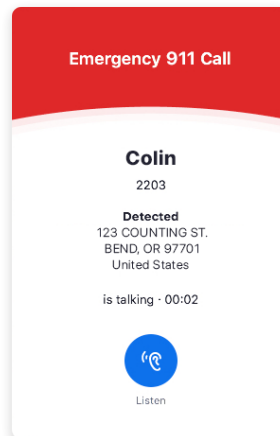 Emergency 911 Call
Colin
2203
Detected
123 COUNTING ST.
BEND, OR 97701
United States
is talking · 00:02
Listen